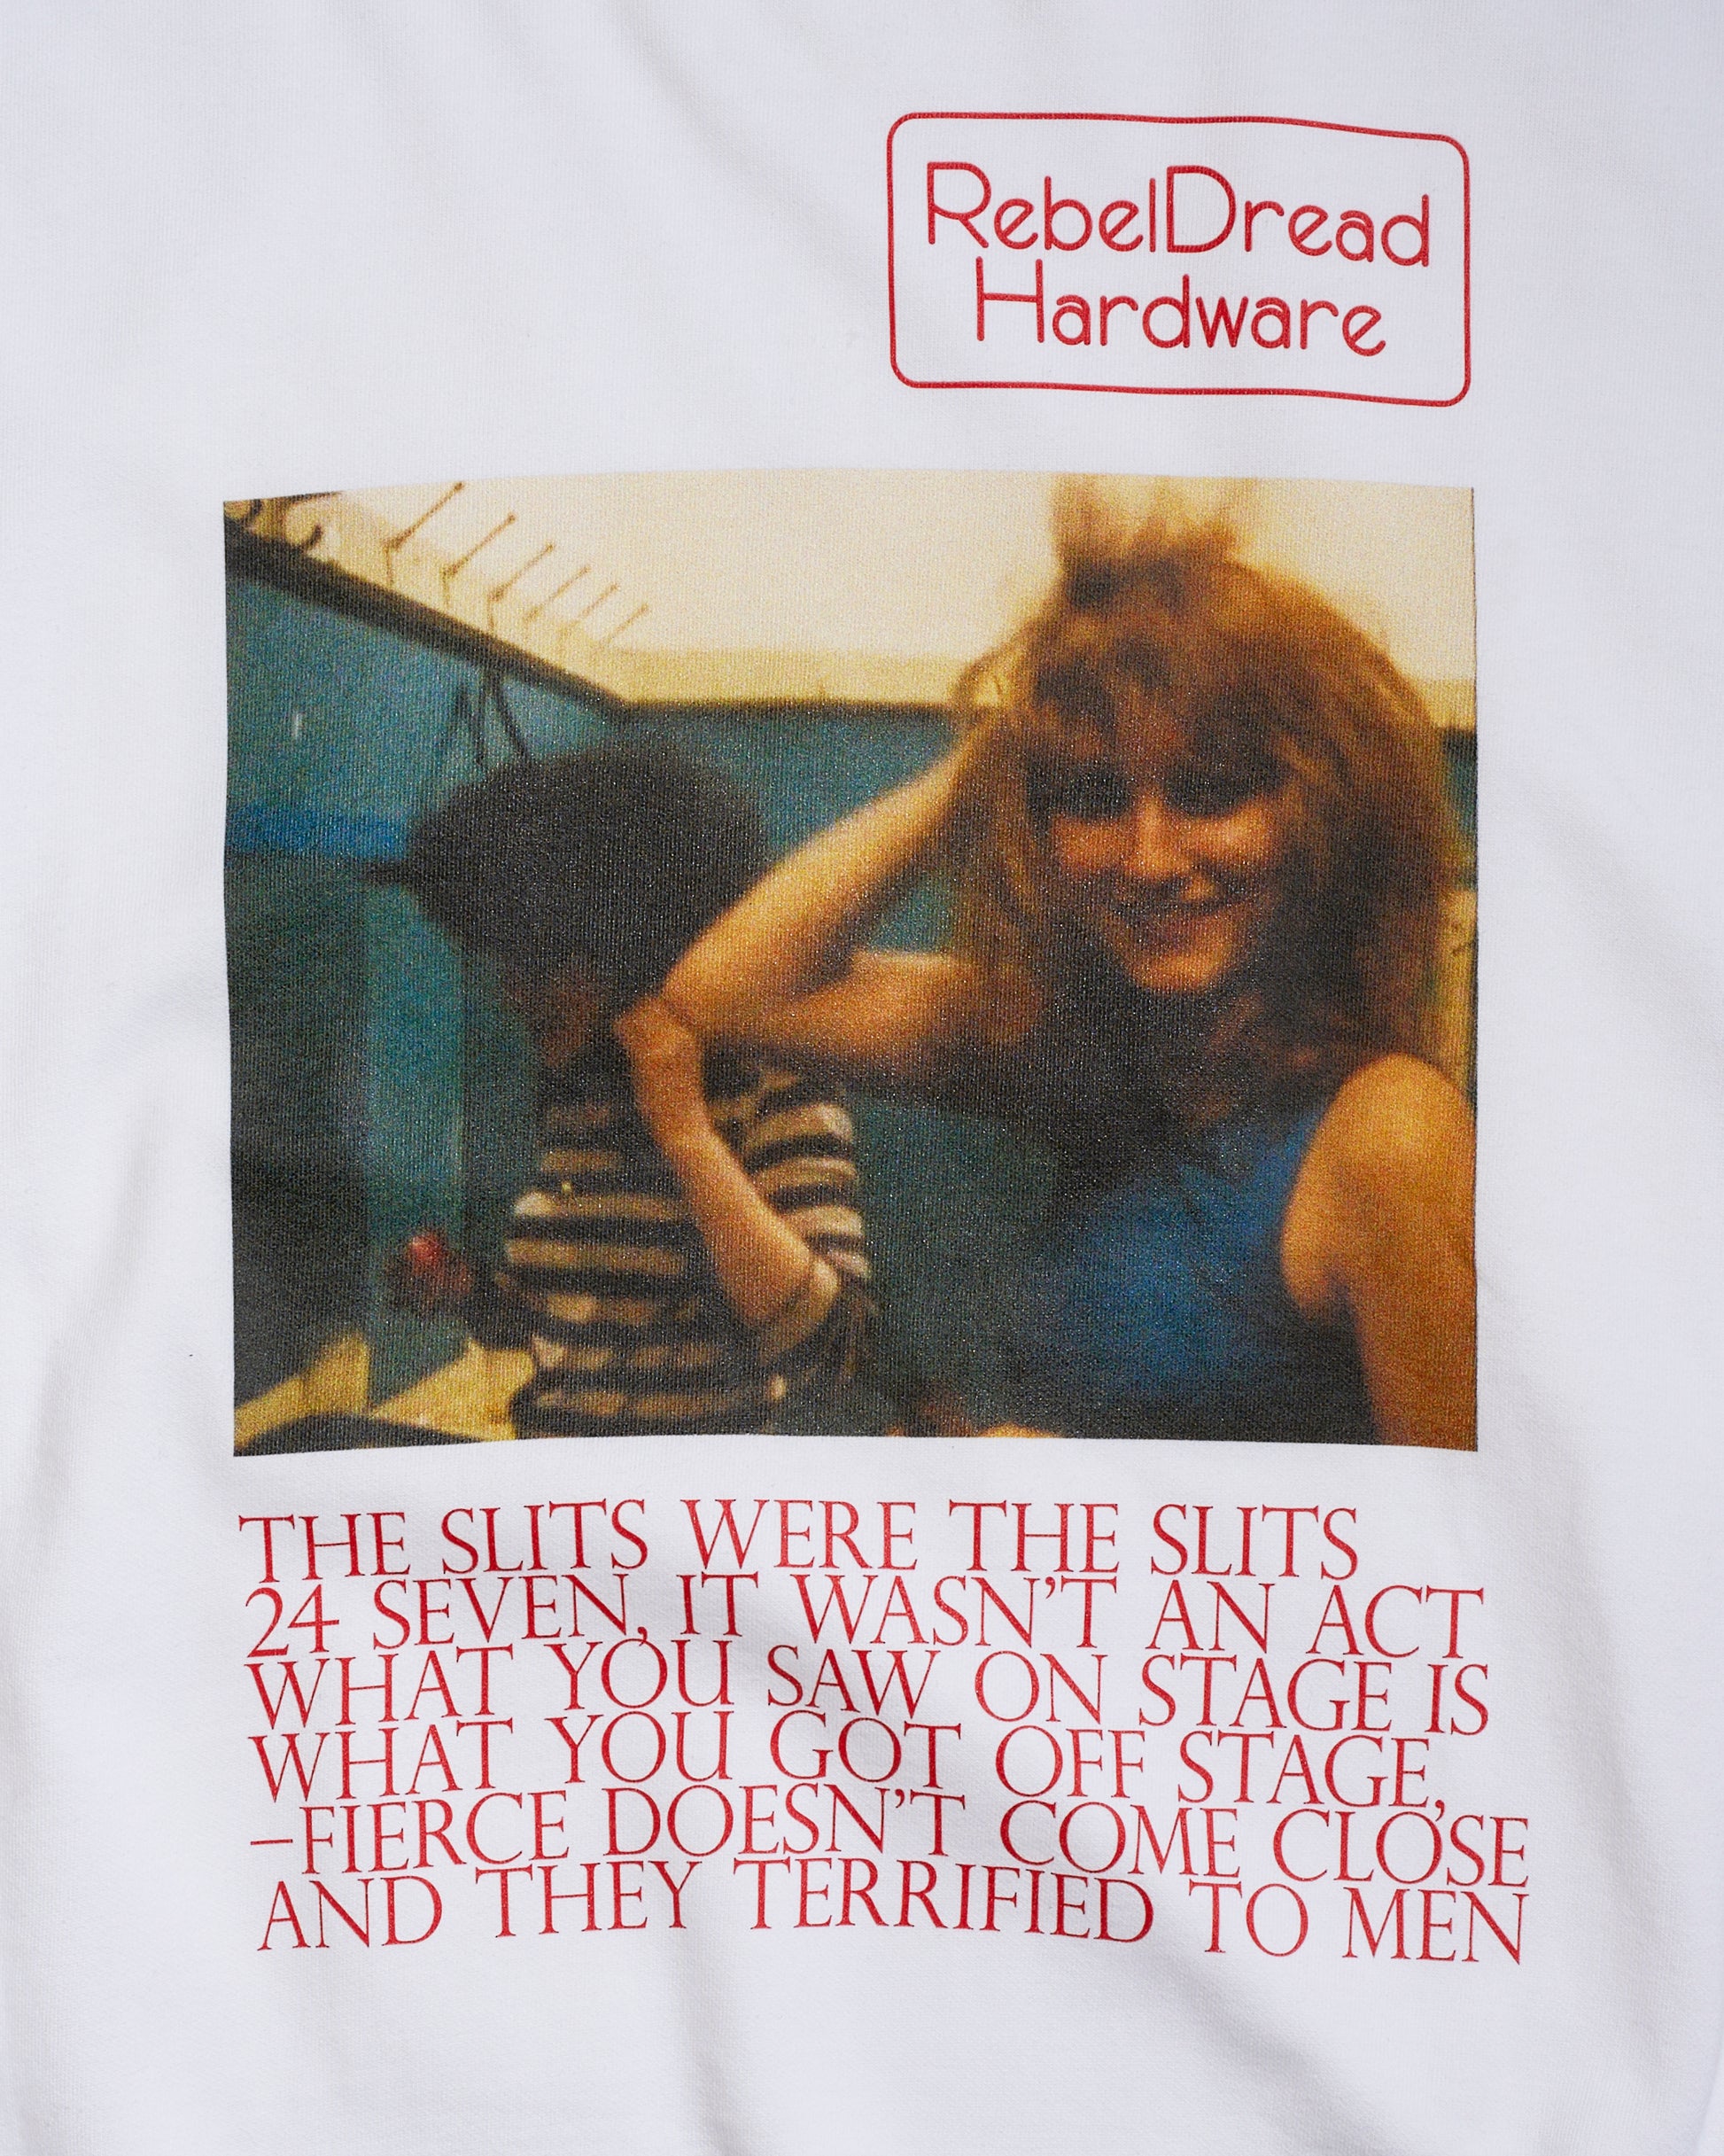 RebelDread
Hardware
THE SLITS WERE THE SLITS
24 SEVEN, IT WASN'T AN ACT
WHAT YOU SAW ON STAGE IS
WHAT YOU GOT OFF STAGE,
–FIERCE DOESN'T COME CLOSE
AND THEY TERRIFIED TO MEN